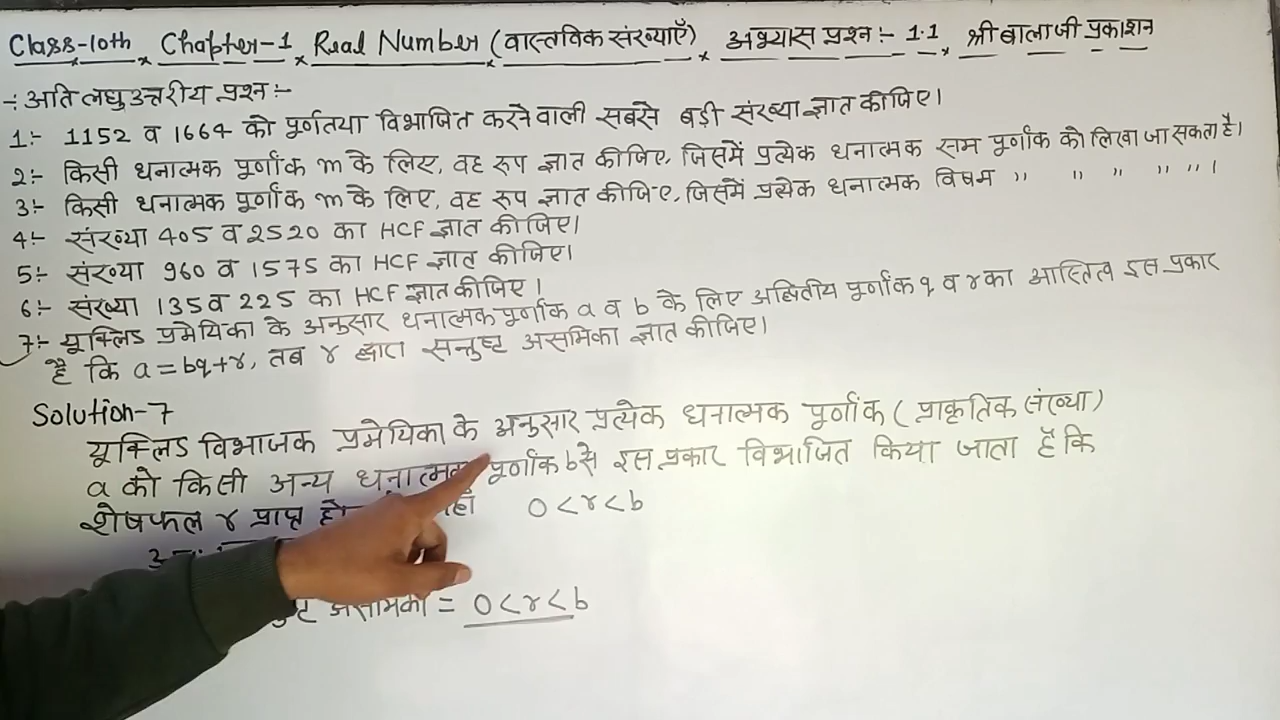 Class-10th × Chapter-1 × Real Number (वास्तविक संख्याएँ) × अभ्यास प्रश्न:- 1.1 × श्री बालाजी प्रकाशन
-: अति लघु उत्तरीय प्रश्न:-
1:- 1152 व 1664 को पूर्णतया विभाजित करने वाली सबसे बड़ी संख्या ज्ञात कीजिए।
2:- किसी धनात्मक पूर्णांक m के लिए, वह रूप ज्ञात कीजिए, जिसमें प्रत्येक धनात्मक सम पूर्णांक को लिखा जा सकता है।
3:- किसी धनात्मक पूर्णांक m के लिए, वह रूप ज्ञात कीजिए, जिसमें प्रत्येक धनात्मक विषम " " " " " ।
4:- संख्या 405 व 2520 का HCF ज्ञात कीजिए।
5:- संख्या 960 व 1575 का HCF ज्ञात कीजिए।
6:- संख्या 135 व 225 का HCF ज्ञात कीजिए।
7:- यूक्लिड प्रमेयिका के अनुसार धनात्मक पूर्णांक a व b के लिए अद्वितीय पूर्णांक q व r का अस्तित्व इस प्रकार
है कि a = bq+r, तब r द्वारा सन्तुष्ट असमिका ज्ञात कीजिए।
Solution-7
यूक्लिड विभाजक प्रमेयिका के अनुसार प्रत्येक धनात्मक पूर्णांक (प्राकृतिक संख्या)
a को किसी अन्य धनात्मक पूर्णांक b से इस प्रकार विभाजित किया जाता है कि
शेषफल r प्राप्त 0 < r < b
असमिका = 0 < r < b